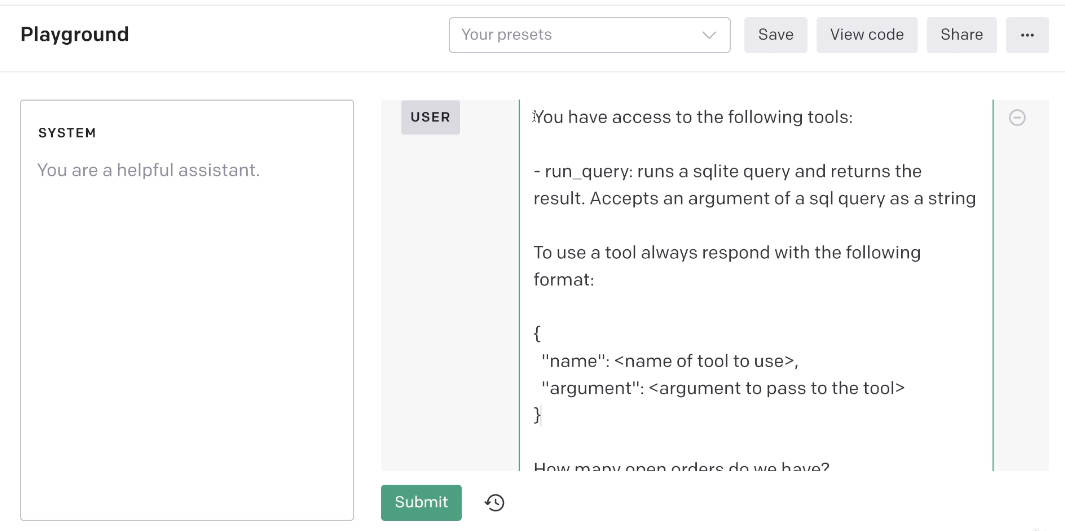 Playground
Your presets
Save
View code
Share
...
SYSTEM
You are a helpful assistant.
USER
You have access to the following tools:
- run_query: runs a sqlite query and returns the
result. Accepts an argument of a sql query as a string
To use a tool always respond with the following
format:
{
"name": <name of tool to use>,
"argument": <argument to pass to the tool>
}
How many open orders do we have?
Submit